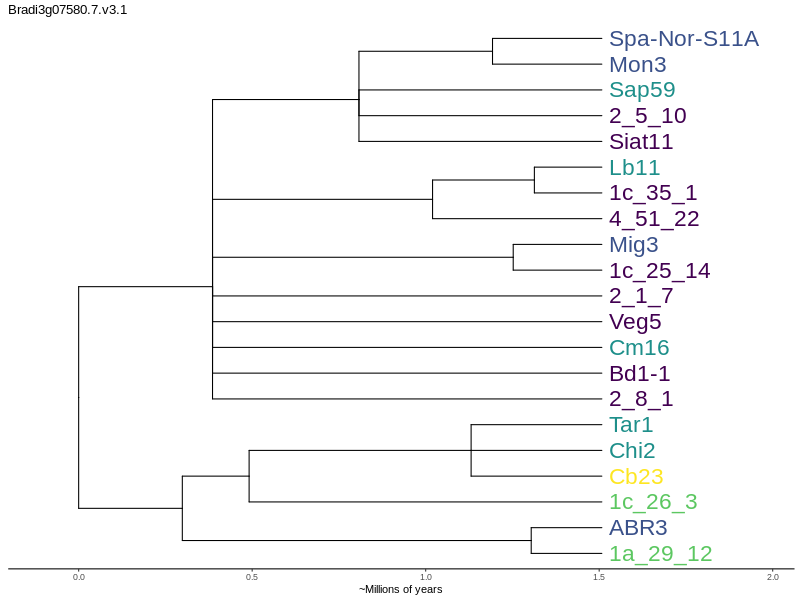 Bradi3g07580.7.v3.1
Spa-Nor-S11A
Mon3
Sap59
2_5_10
Siat11
Lb11
1c_35_1
4_51_22
Mig3
1c_25_14
2_1_7
Veg5
Cm16
Bd1-1
2_8_1
Tar1
Chi2
Cb23
1c_26_3
ABR3
1a_29_12
0.0 0.5 1.0 1.5 2.0
~Millions of years